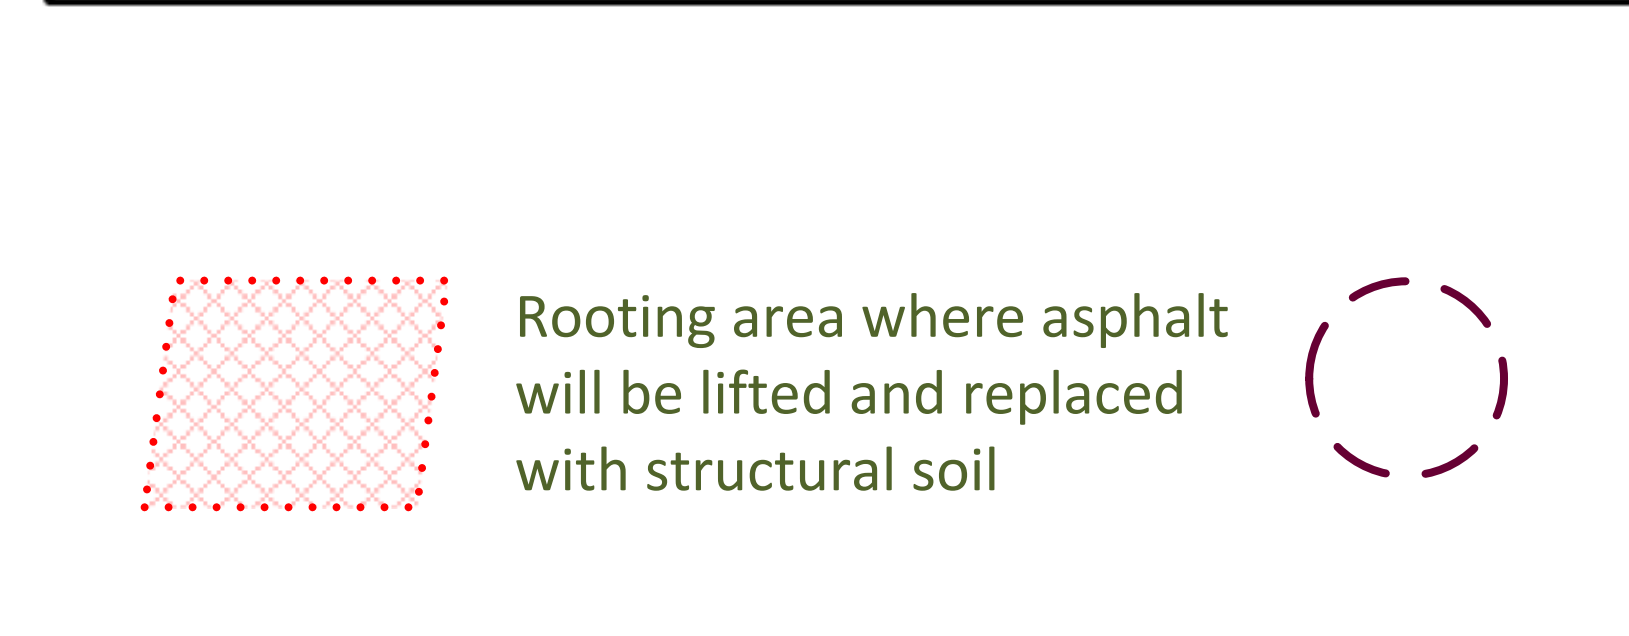 Rooting area where asphalt
will be lifted and replaced
with structural soil